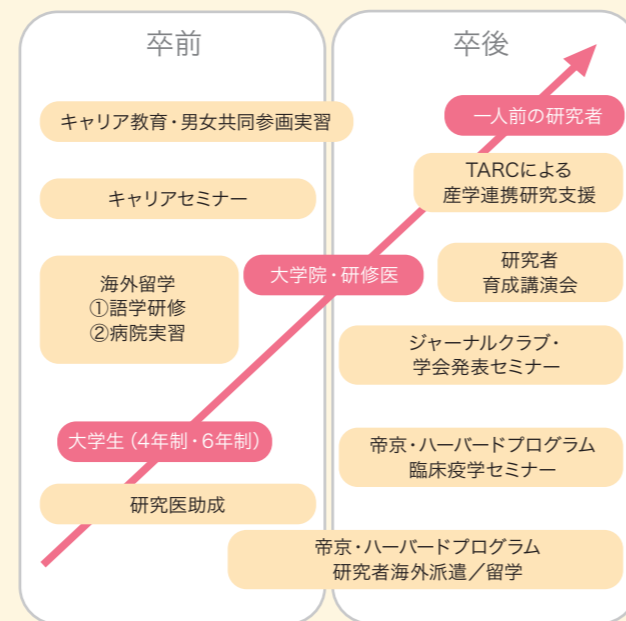 卒前
キャリア教育・男女共同参画実習
キャリアセミナー
海外留学
①語学研修
②病院実習
大学生（4年制・6年制）
研究医助成
大学院・研修医
卒後
一人前の研究者
TARCによる
産学連携研究支援
研究者
育成講演会
ジャーナルクラブ・
学会発表セミナー
帝京・ハーバードプログラム
臨床疫学セミナー
帝京・ハーバードプログラム
研究者海外派遣／留学